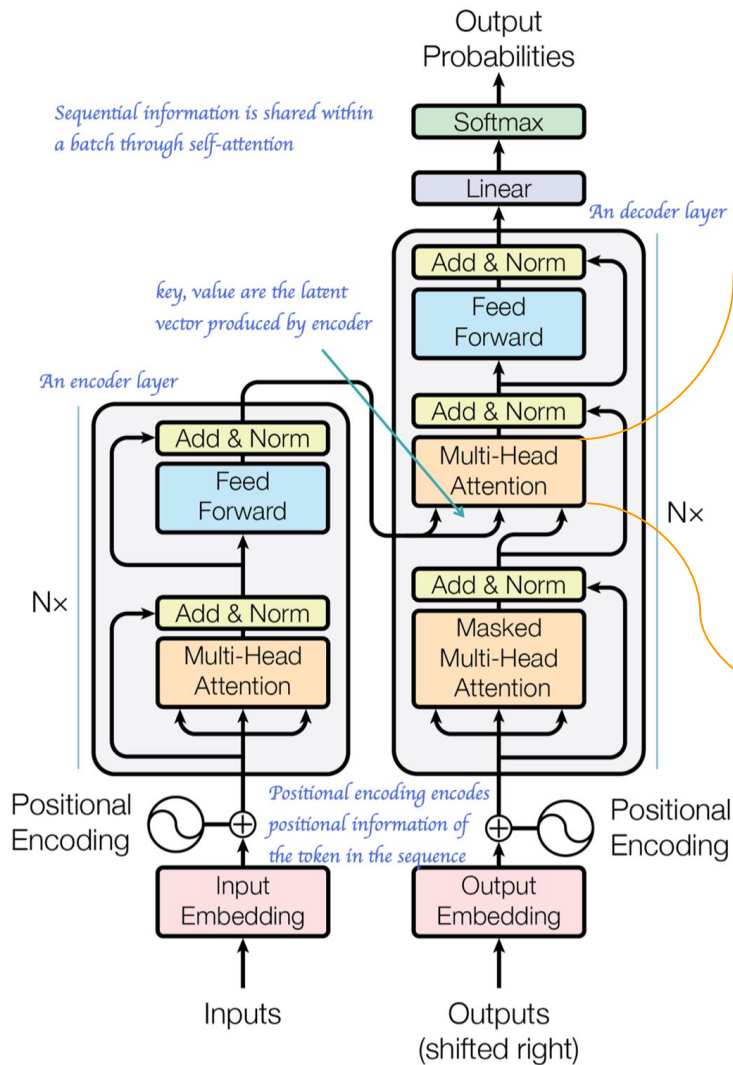 Output
Probabilities
Sequential information is shared within
a batch through self-attention
Softmax
Linear
An decoder layer
Add & Norm
Feed
Forward
key, value are the latent
vector produced by encoder
An encoder layer
Add & Norm
Multi-Head
Attention
Add & Norm
Feed
Forward
N×
Add & Norm
Masked
Multi-Head
Attention
N×
Add & Norm
Multi-Head
Attention
Positional
Encoding
Positional encoding encodes
positional information of
the token in the sequence
Positional
Encoding
Input
Embedding
Output
Embedding
Inputs
Outputs
(shifted right)